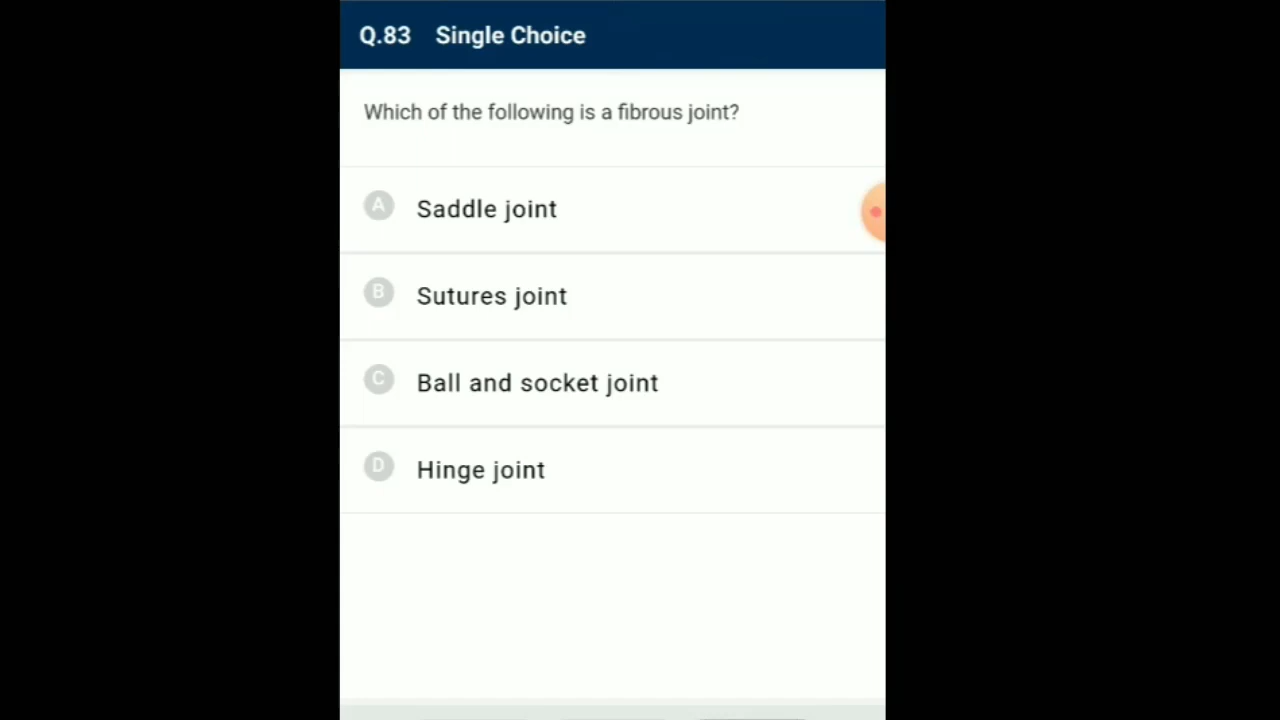 Q.83 Single Choice
Which of the following is a fibrous joint?
A Saddle joint
B Sutures joint
C Ball and socket joint
D Hinge joint